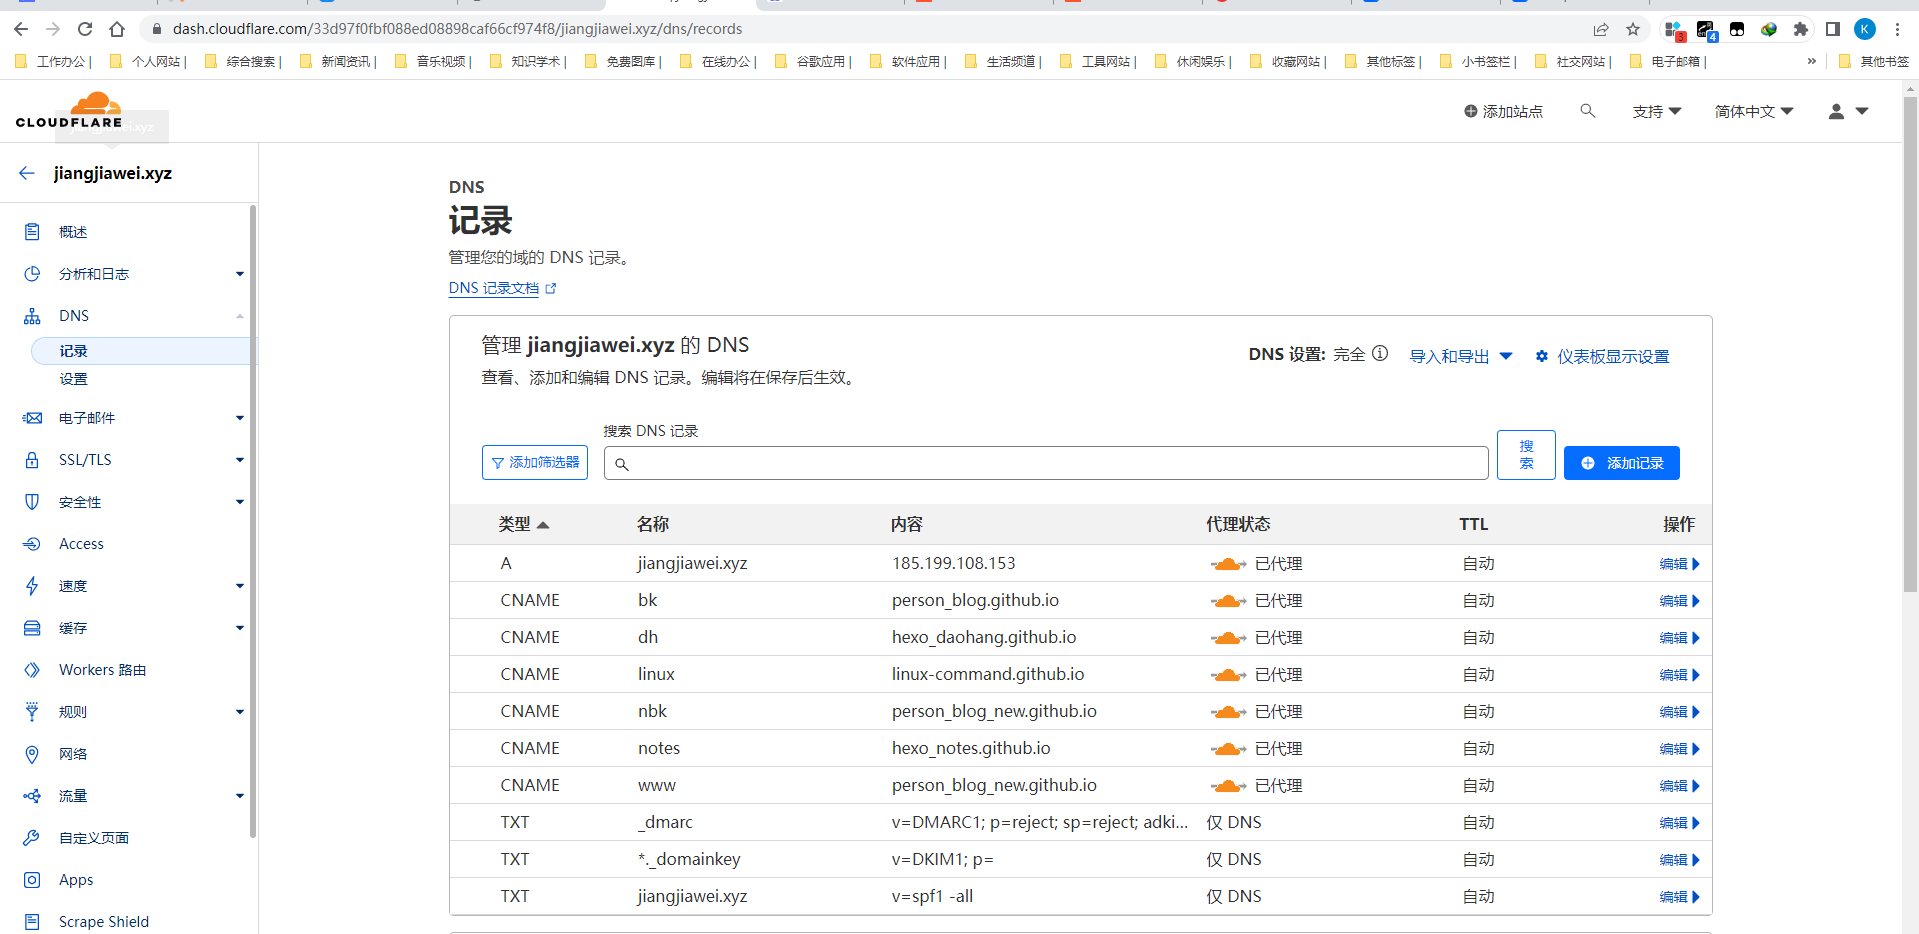 dash.cloudflare.com/33d97f0fbf088ed08898caf66cf974f8/jiangjiawei.xyz/dns/records
3
4
K
工作办公 | 个人网站 | 综合搜索 | 新闻资讯 | 音乐视频 | 知识学术 | 免费图库 | 在线办公 | 谷歌应用 | 软件应用 | 生活频道 | 工具网站 | 休闲娱乐 | 收藏网站 | 其他标签 | 小书签栏 | 社交网站 | 电子邮箱 | » 其他书签
CLOUDFLARE
jiangjiawei.xyz
添加站点 支持 简体中文
jiangjiawei.xyz
概述
分析和日志
DNS
记录
设置
电子邮件
SSL/TLS
安全性
Access
速度
缓存
Workers 路由
规则
网络
流量
自定义页面
Apps
Scrape Shield
DNS
记录
管理您的域的 DNS 记录。
DNS 记录文档
管理 jiangjiawei.xyz 的 DNS
查看、添加和编辑 DNS 记录。编辑将在保存后生效。
DNS 设置: 完全 导入和导出 仪表板显示设置
搜索 DNS 记录
添加筛选器
搜
索
添加记录
类型 名称 内容 代理状态 TTL 操作
A jiangjiawei.xyz 185.199.108.153 已代理 自动 编辑
CNAME bk person_blog.github.io 已代理 自动 编辑
CNAME dh hexo_daohang.github.io 已代理 自动 编辑
CNAME linux linux-command.github.io 已代理 自动 编辑
CNAME nbk person_blog_new.github.io 已代理 自动 编辑
CNAME notes hexo_notes.github.io 已代理 自动 编辑
CNAME www person_blog_new.github.io 已代理 自动 编辑
TXT _dmarc v=DMARC1; p=reject; sp=reject; adki... 仅 DNS 自动 编辑
TXT *._domainkey v=DKIM1; p= 仅 DNS 自动 编辑
TXT jiangjiawei.xyz v=spf1 -all 仅 DNS 自动 编辑